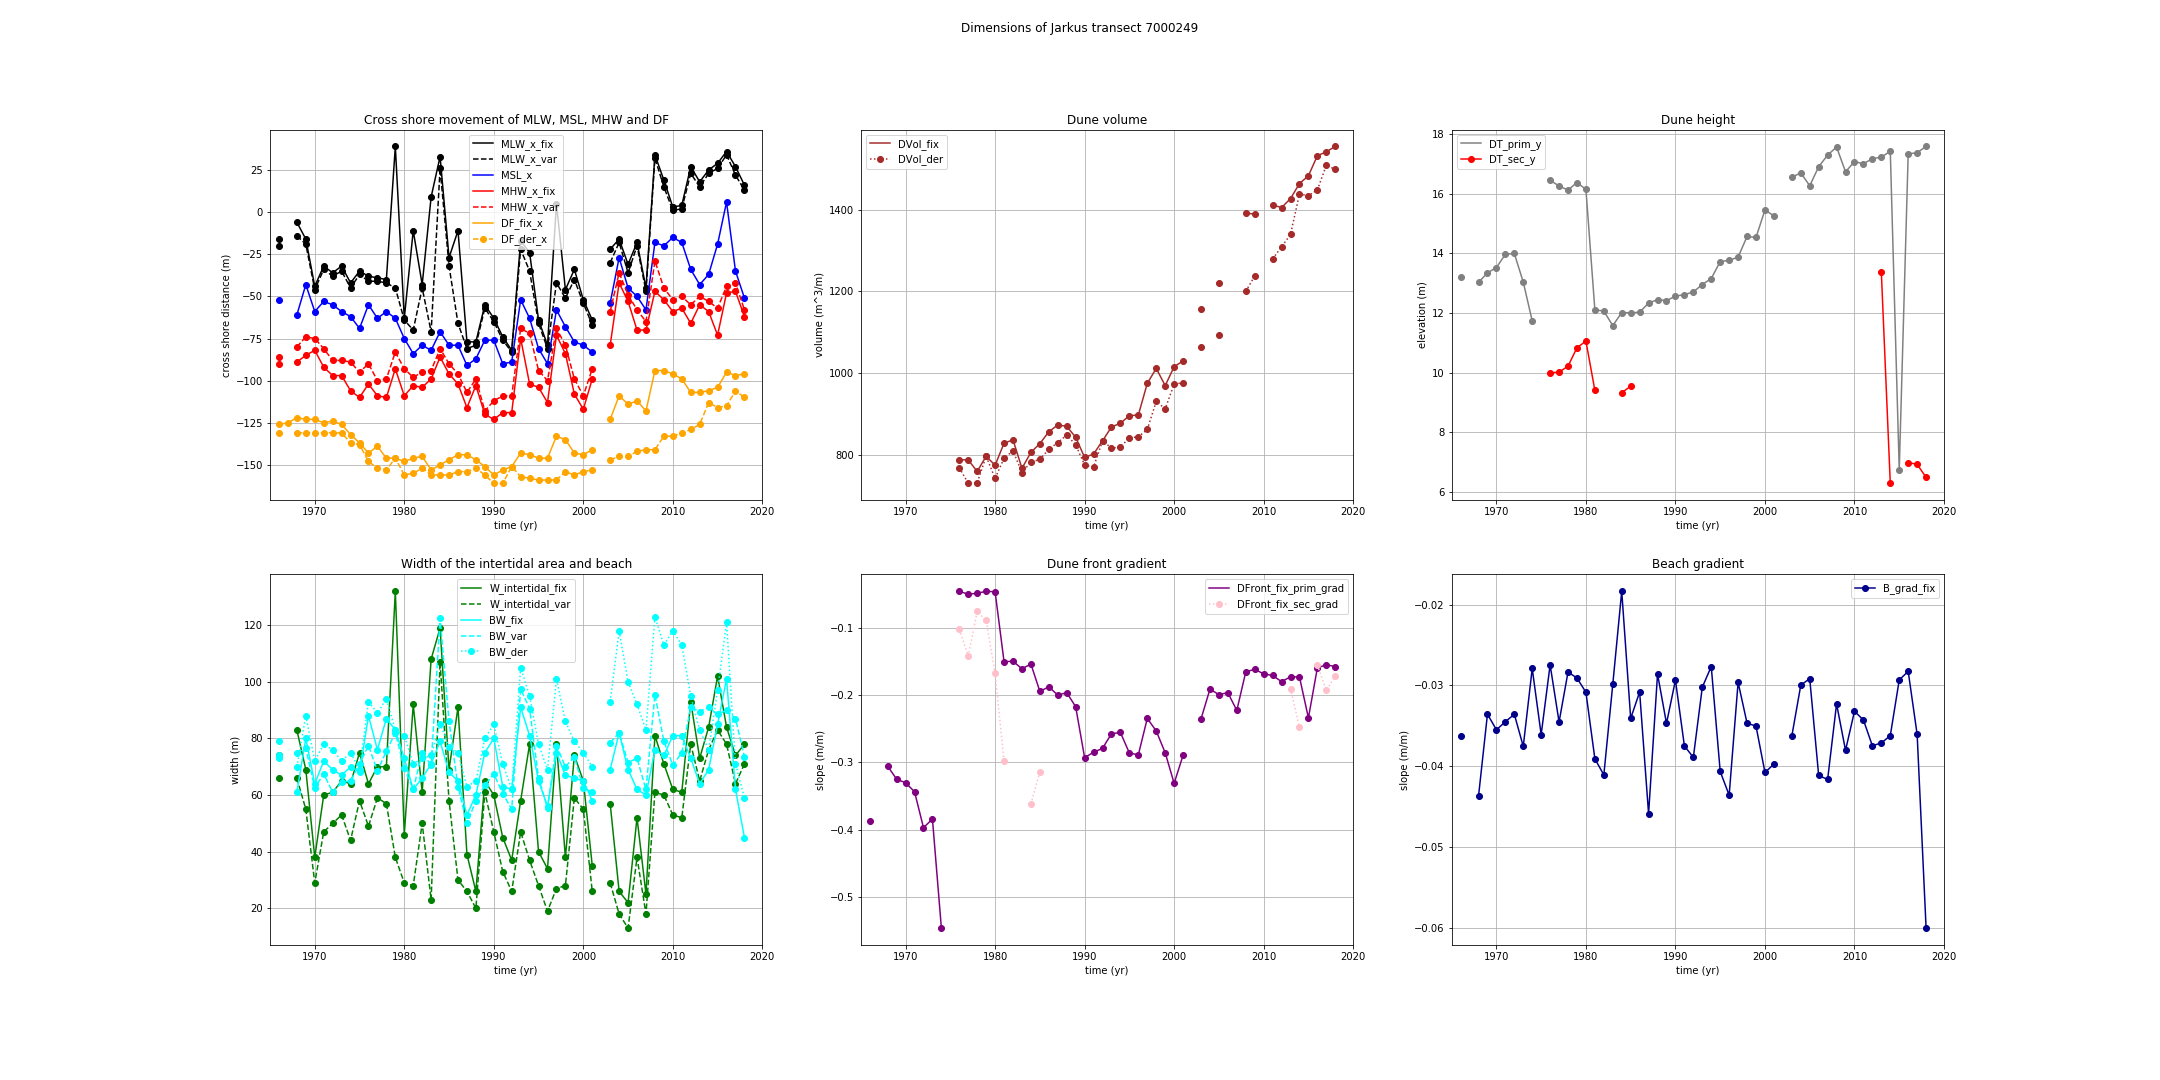 Dimensions of Jarkus transect 7000249
Cross shore movement of MLW, MSL, MHW and DF
cross shore distance (m)
25
0
−25
−50
−75
−100
−125
−150
MLW_x_fix
MLW_x_var
MSL_x
MHW_x_fix
MHW_x_var
DF_fix_x
DF_der_x
1970 1980 1990 2000 2010 2020
time (yr)
Dune volume
volume (m^3/m)
1400
1200
1000
800
DVol_fix
DVol_der
1970 1980 1990 2000 2010 2020
time (yr)
Dune height
elevation (m)
18
16
14
12
10
8
6
DT_prim_y
DT_sec_y
1970 1980 1990 2000 2010 2020
time (yr)
Width of the intertidal area and beach
width (m)
120
100
80
60
40
20
W_intertidal_fix
W_intertidal_var
BW_fix
BW_var
BW_der
1970 1980 1990 2000 2010 2020
time (yr)
Dune front gradient
slope (m/m)
−0.1
−0.2
−0.3
−0.4
−0.5
DFront_fix_prim_grad
DFront_fix_sec_grad
1970 1980 1990 2000 2010 2020
time (yr)
Beach gradient
slope (m/m)
−0.02
−0.03
−0.04
−0.05
−0.06
B_grad_fix
1970 1980 1990 2000 2010 2020
time (yr)